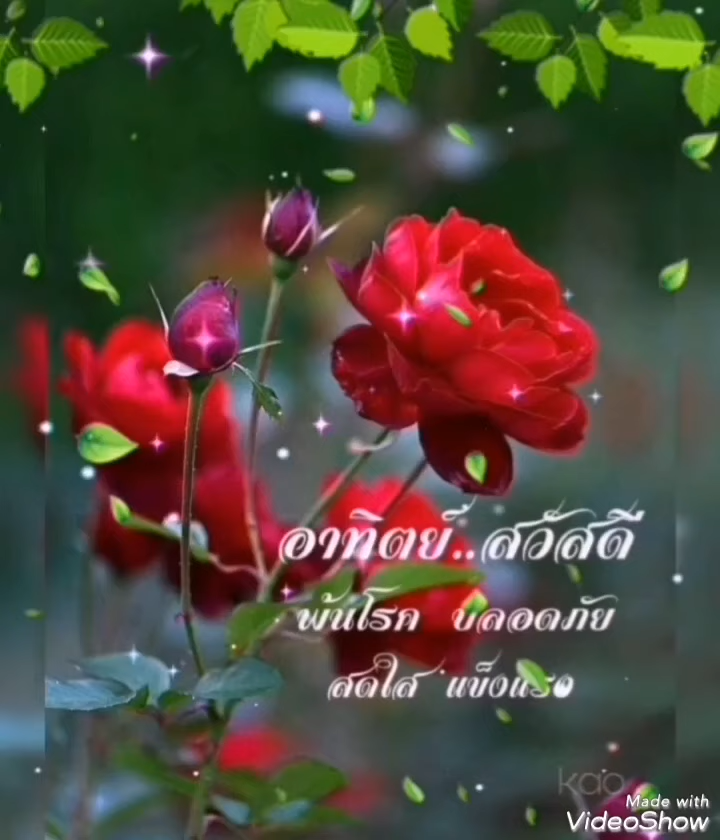 อาทิตย์..สวัสดี
พ้นโรค ปลอดภัย
สดใส แข็งแรง
kao
Made with
VideoShow